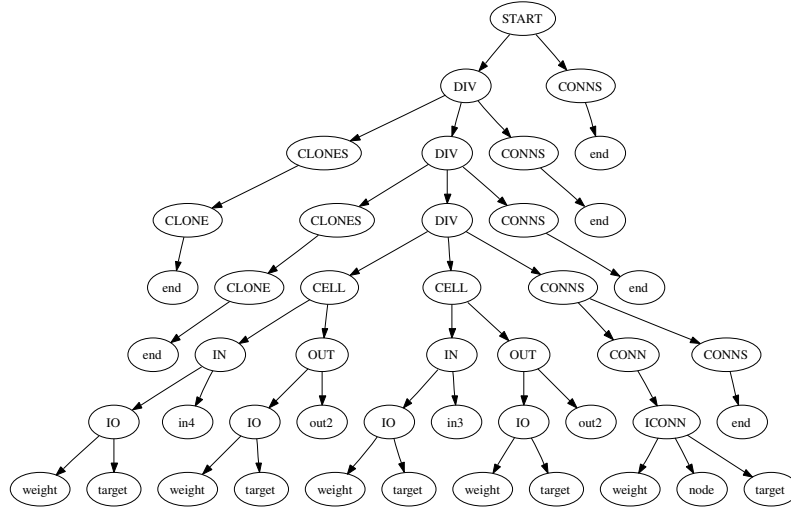 START
DIV CONNS
CLONES DIV CONNS end
CLONE CLONES DIV CONNS end
end CLONE CELL CELL CONNS end
end IN OUT IN OUT CONN CONNS
IO in4 IO out2 IO in3 IO out2 ICONN end
weight target weight target weight target weight target weight node target